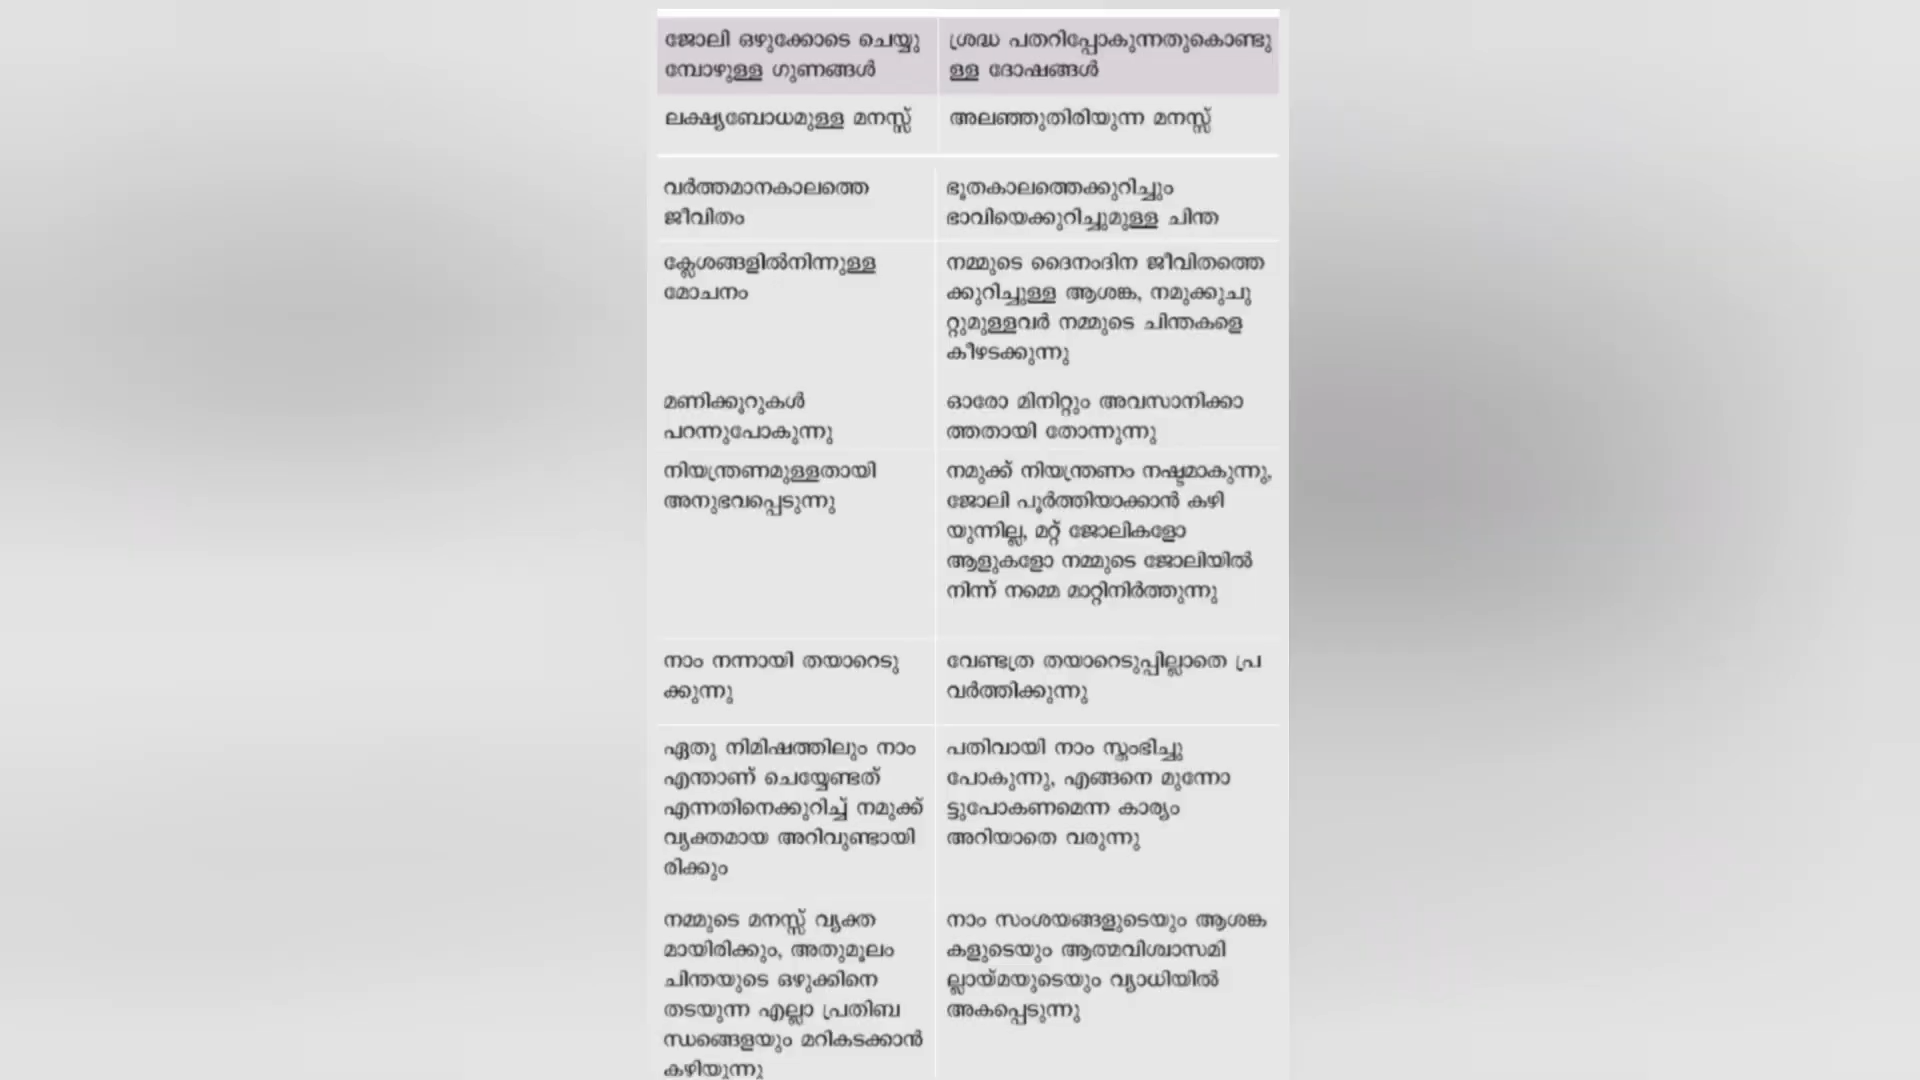 ജോലി ഒഴുക്കോടെ ചെയ്യു
മ്പോഴുള്ള ഗുണങ്ങൾ
ശ്രദ്ധ പതറിപ്പോകുന്നതുകൊണ്ടു
ള്ള ദോഷങ്ങൾ
ലക്ഷ്യബോധമുള്ള മനസ്സ്
അലഞ്ഞുതിരിയുന്ന മനസ്സ്
വർത്തമാനകാലത്തെ
ജീവിതം
ഭൂതകാലത്തെക്കുറിച്ചും
ഭാവിയെക്കുറിച്ചുമുള്ള ചിന്ത
ക്ലേശങ്ങളിൽനിന്നുള്ള
മോചനം
നമ്മുടെ ദൈനംദിന ജീവിതത്തെ
ക്കുറിച്ചുള്ള ആശങ്ക, നമുക്കുചു
റ്റുമുള്ളവർ നമ്മുടെ ചിന്തകളെ
കീഴടക്കുന്നു
മണിക്കൂറുകൾ
പറന്നുപോകുന്നു
ഓരോ മിനിറ്റും അവസാനിക്കാ
ത്തതായി തോന്നുന്നു
നിയന്ത്രണമുള്ളതായി
അനുഭവപ്പെടുന്നു
നമുക്ക് നിയന്ത്രണം നഷ്ടമാകുന്നു,
ജോലി പൂർത്തിയാക്കാൻ കഴി
യുന്നില്ല, മറ്റ് ജോലികളോ
ആളുകളോ നമ്മുടെ ജോലിയിൽ
നിന്ന് നമ്മെ മാറ്റിനിർത്തുന്നു
നാം നന്നായി തയാറെടു
ക്കുന്നു
വേണ്ടത്ര തയാറെടുപ്പില്ലാതെ പ്ര
വർത്തിക്കുന്നു
ഏതു നിമിഷത്തിലും നാം
എന്താണ് ചെയ്യേണ്ടത്
എന്നതിനെക്കുറിച്ച് നമുക്ക്
വ്യക്തമായ അറിവുണ്ടായി
രിക്കും
പതിവായി നാം സ്തംഭിച്ചു
പോകുന്നു, എങ്ങനെ മുന്നോ
ട്ടുപോകണമെന്ന കാര്യം
അറിയാതെ വരുന്നു
നമ്മുടെ മനസ്സ് വ്യക്ത
മായിരിക്കും, അതുമൂലം
ചിന്തയുടെ ഒഴുക്കിനെ
തടയുന്ന എല്ലാ പ്രതിബ
ന്ധങ്ങളെയും മറികടക്കാൻ
കഴിയുന്നു
നാം സംശയങ്ങളുടെയും ആശങ്ക
കളുടെയും ആത്മവിശ്വാസമി
ല്ലായ്മയുടെയും വ്യാധിയിൽ
അകപ്പെടുന്നു